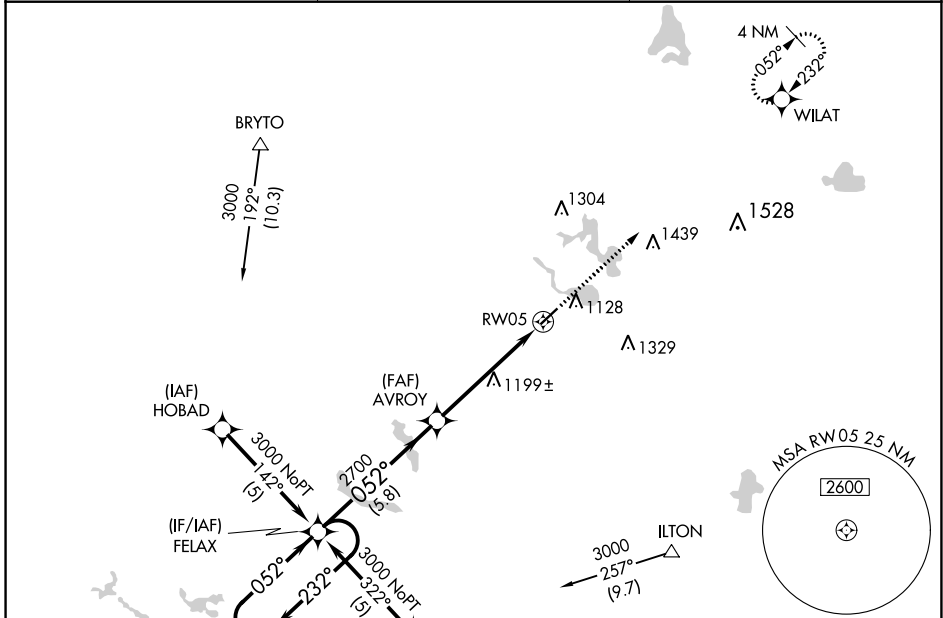 4 NM
052°
232°
WILAT
BRYTO
3000
192°
(10.3)
1304
1528
1439
1128
RW05
1329
(FAF)
AVROY
1199±
(IAF)
HOBAD
3000 NoPT
142°
(5)
2700
052°
(5.8)
MSA RW05 25 NM
2600
(IF/IAF)
FELAX
ILTON
3000
257°
(9.7)
052°
232°
3000 NoPT
322°
(5)